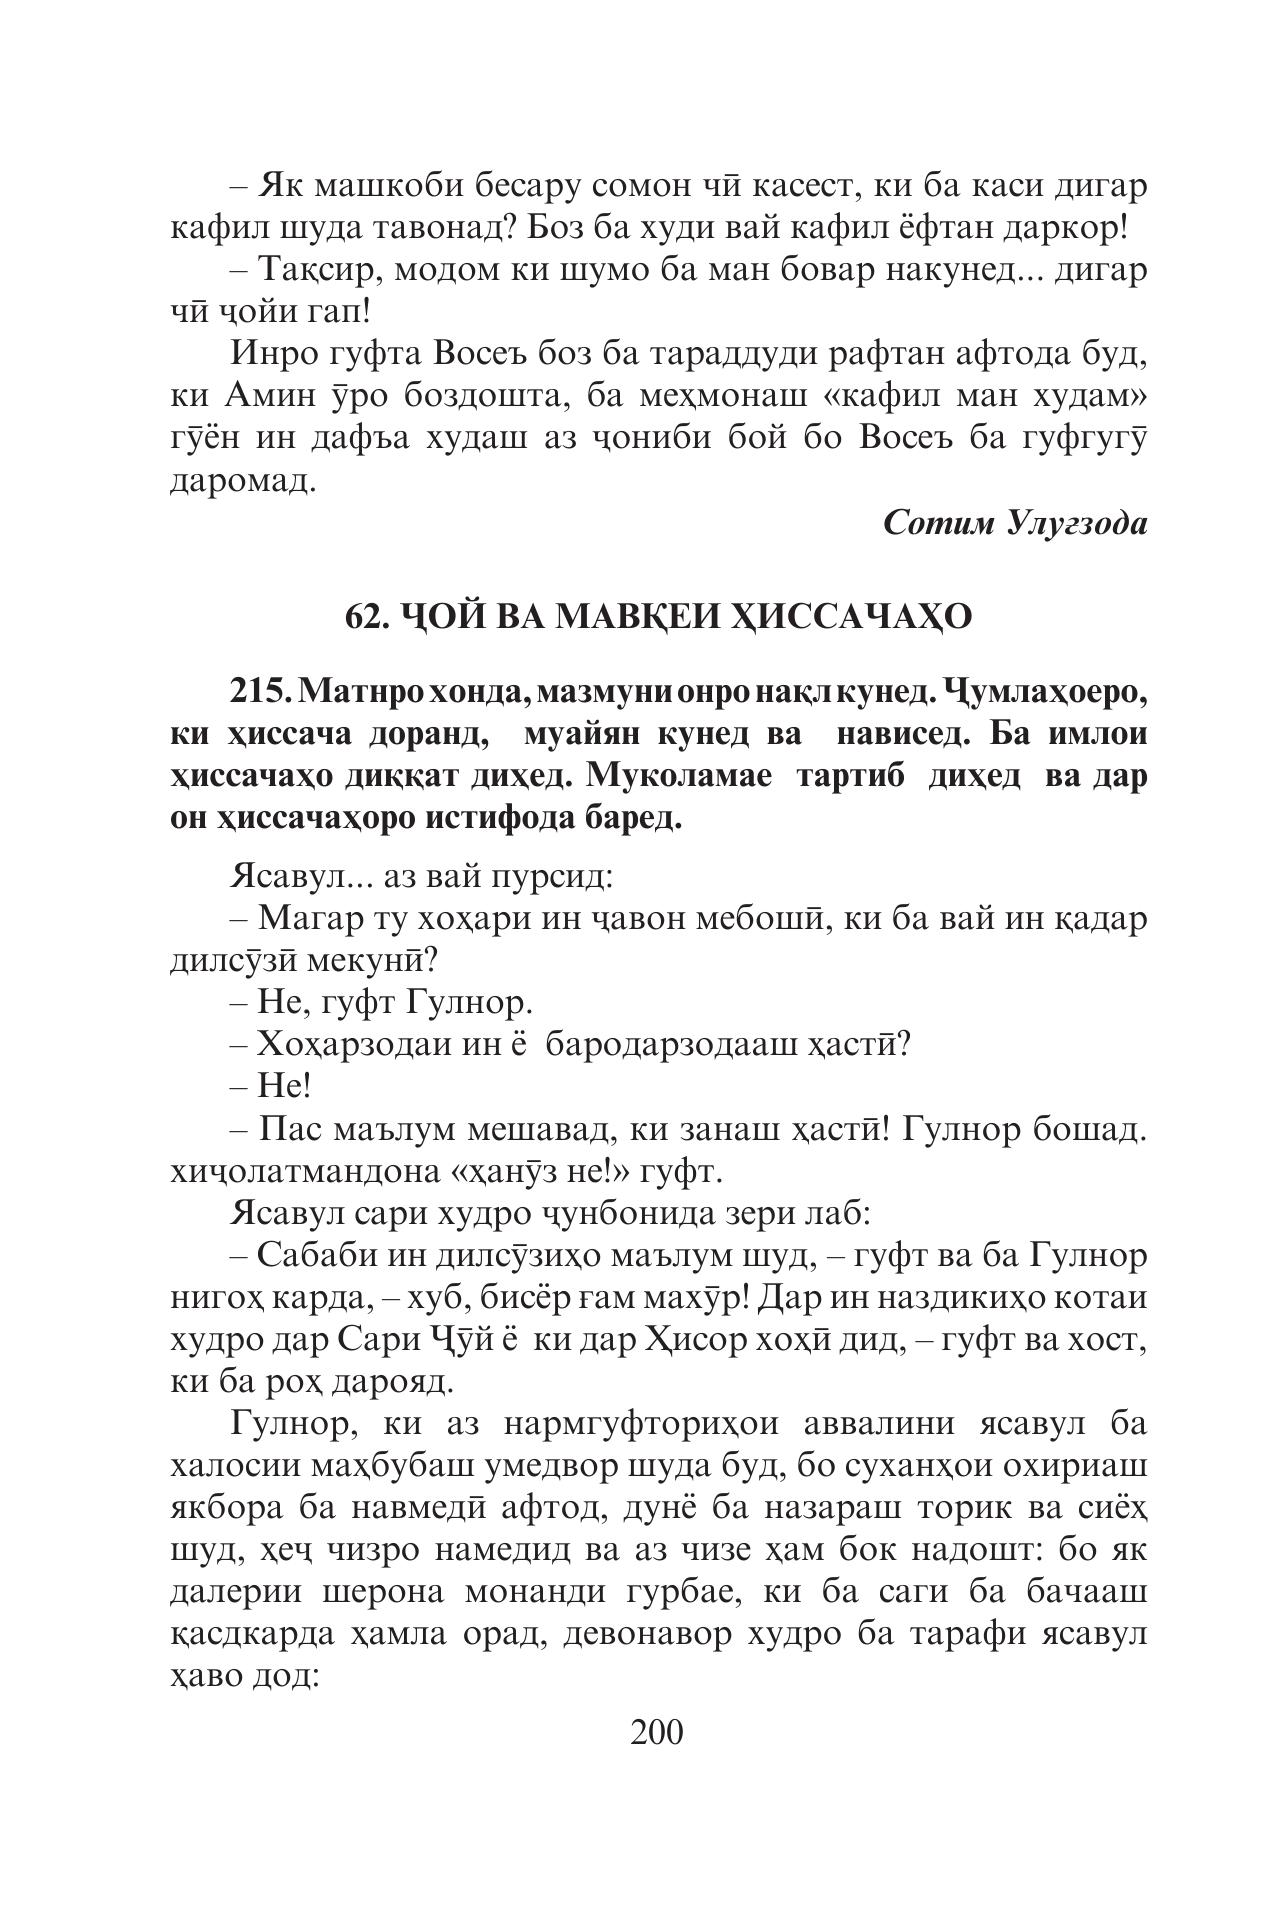 – Як машкоби бесару сомон чӣ касест, ки ба каси дигар
кафил шуда тавонад? Боз ба худи вай кафил ёфтан даркор!
– Тақсир, модом ки шумо ба ман бовар накунед... дигар
чӣ ҷойи гап!
Инро гуфта Восеъ боз ба тараддуди рафтан афтода буд,
ки Амин ӯро боздошта, ба меҳмонаш «кафил ман худам»
гӯён ин дафъа худаш аз ҷониби бой бо Восеъ ба гуфгугӯ
даромад.
Сотим Улуғзода
62. ҶОЙ ВА МАВҚЕИ ҲИССАЧАҲО
215. Матнро хонда, мазмуни онро нақл кунед. Ҷумлаҳоеро,
ки ҳиссача доранд, муайян кунед ва нависед. Ба имлои
ҳиссачаҳо диққат диҳед. Муколамае тартиб диҳед ва дар
он ҳиссачаҳоро истифода баред.
Ясавул... аз вай пурсид:
– Магар ту хоҳари ин ҷавон мебошӣ, ки ба вай ин қадар
дилсӯзӣ мекунӣ?
– Не, гуфт Гулнор.
– Хоҳарзодаи ин ё бародарзодааш ҳастӣ?
– Не!
– Пас маълум мешавад, ки занаш ҳастӣ! Гулнор бошад.
хиҷолатмандона «ҳанӯз не!» гуфт.
Ясавул сари худро ҷунбонида зери лаб:
– Сабаби ин дилсӯзиҳо маълум шуд, – гуфт ва ба Гулнор
нигоҳ карда, – хуб, бисёр ғам махӯр! Дар ин наздикиҳо котаи
худро дар Сари Ҷӯй ё ки дар Ҳисор хоҳӣ дид, – гуфт ва хост,
ки ба роҳ дарояд.
Гулнор, ки аз нармгуфториҳои аввалини ясавул ба
халосии маҳбубаш умедвор шуда буд, бо суханҳои охириаш
якбора ба навмедӣ афтод, дунё ба назараш торик ва сиёҳ
шуд, ҳеҷ чизро намедид ва аз чизе ҳам бок надошт: бо як
далерии шерона монанди гурбае, ки ба саги ба бачааш
қасдкарда ҳамла орад, девонавор худро ба тарафи ясавул
ҳаво дод:
200